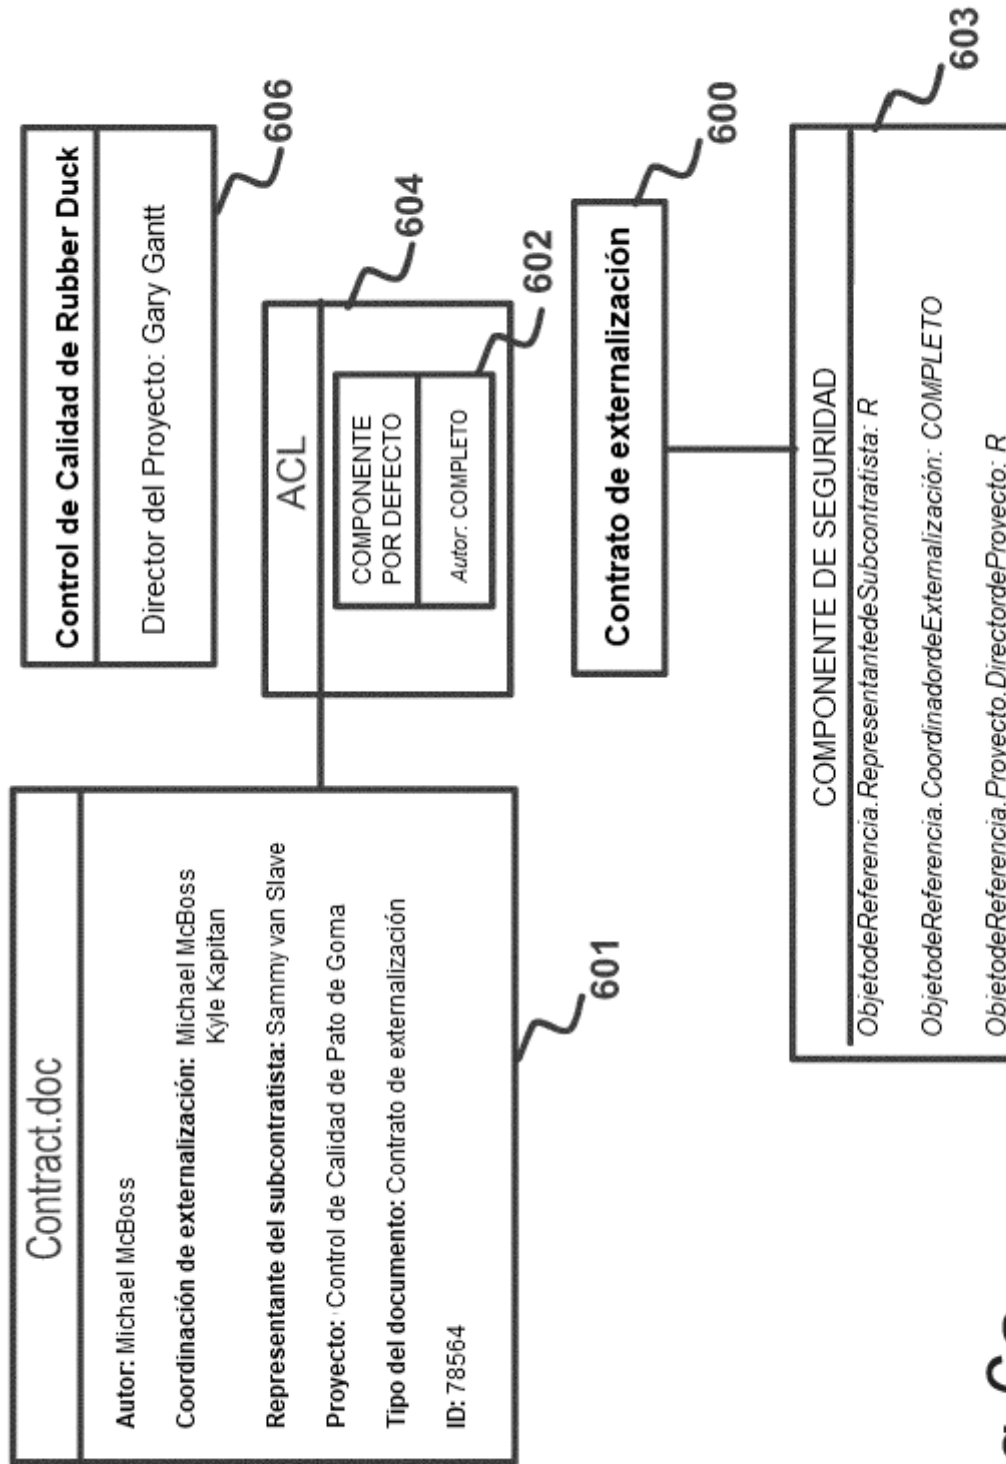 Contract.doc
Autor: Michael McBoss
Coordinación de externalización: Michael McBoss
Kyle Kapitan
Representante del subcontratista: Sammy van Slave
Proyecto: Control de Calidad de Pato de Goma
Tipo del documento: Contrato de externalización
ID: 78564
601
Control de Calidad de Rubber Duck
Director del Proyecto: Gary Gantt
606
ACL
604
COMPONENTE
POR DEFECTO
Autor: COMPLETO
602
Contrato de externalización
600
COMPONENTE DE SEGURIDAD
ObjetodeReferencia.RepresentantedeSubcontratista: R
ObjetodeReferencia.CoordinadordeExternalización: COMPLETO
ObjetodeReferencia.Proyecto.DirectordeProyecto: R
603